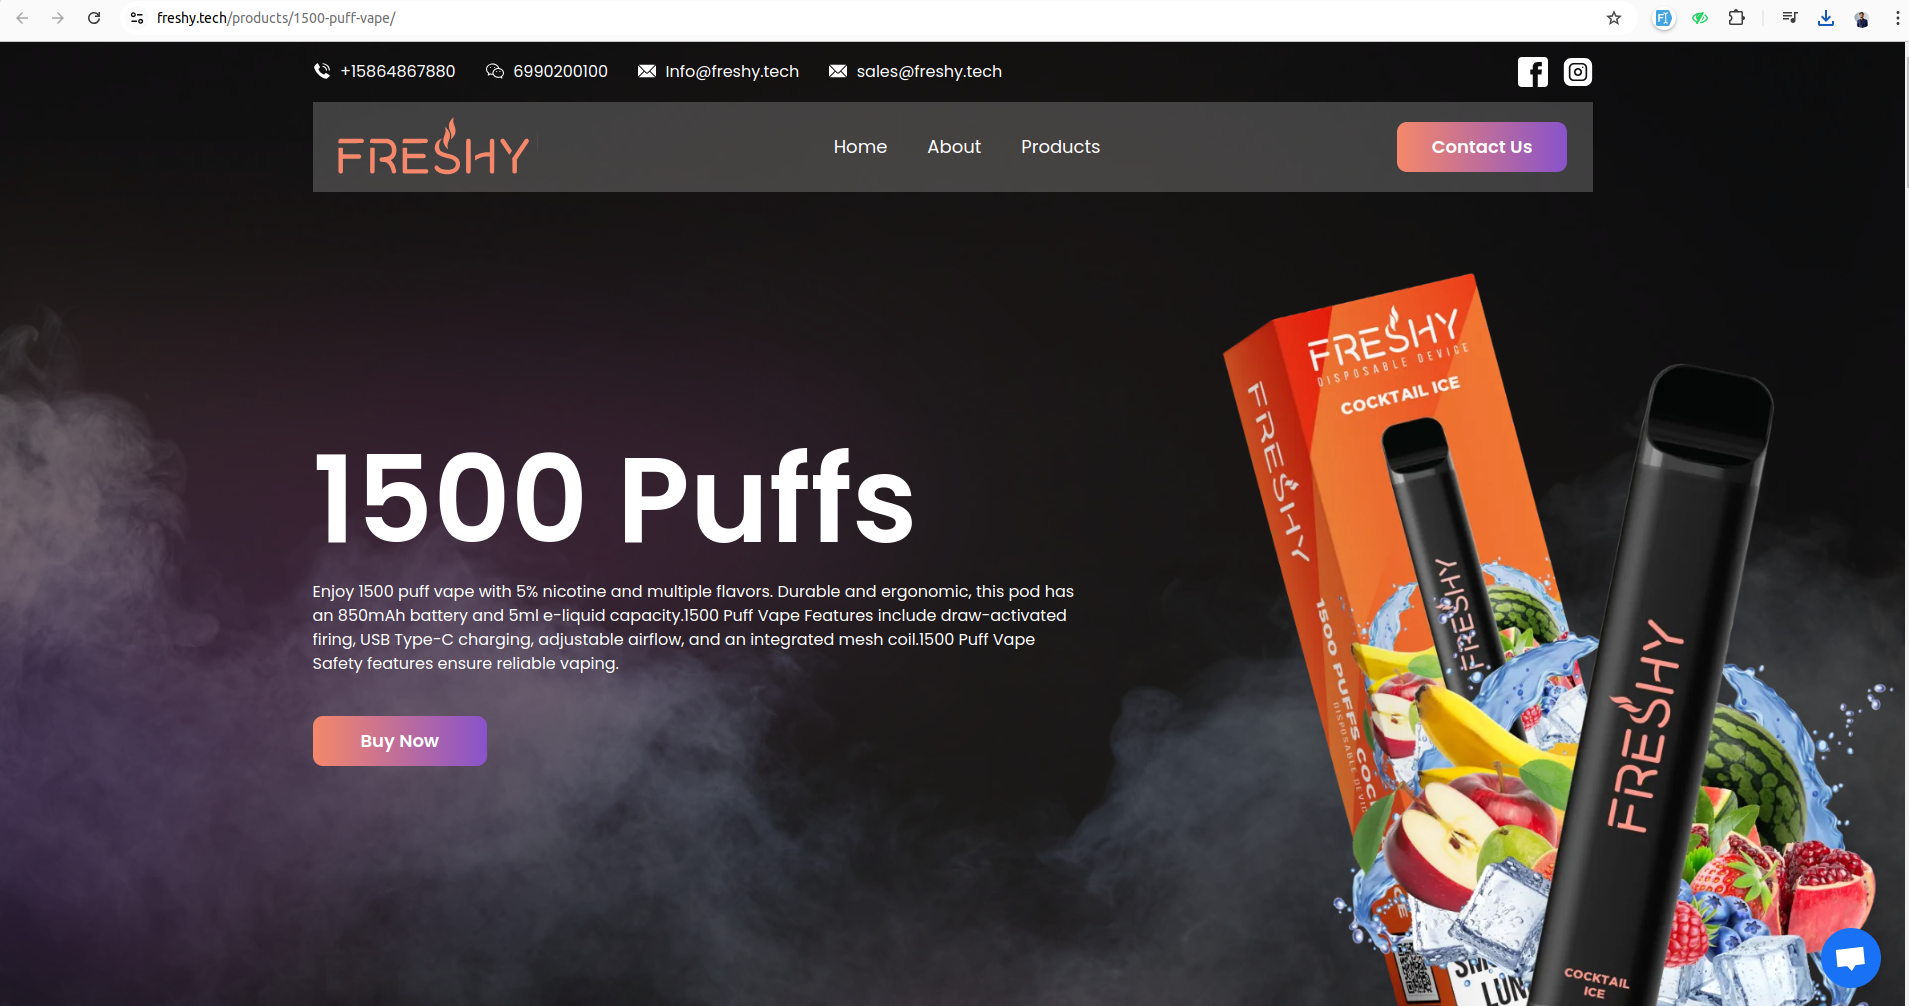 freshy.tech/products/1500-puff-vape/
+15864867880 6990200100 Info@freshy.tech sales@freshy.tech
FRESHY Home About Products Contact Us
1500 Puffs
Enjoy 1500 puff vape with 5% nicotine and multiple flavors. Durable and ergonomic, this pod has
an 850mAh battery and 5ml e-liquid capacity.1500 Puff Vape Features include draw-activated
firing, USB Type-C charging, adjustable airflow, and an integrated mesh coil.1500 Puff Vape
Safety features ensure reliable vaping.
Buy Now
FRESHY
DISPOSABLE DEVICE
COCKTAIL ICE
FRESHY
1500 PUFFS
FRESHY
FRESHY
COCKTAIL
ICE